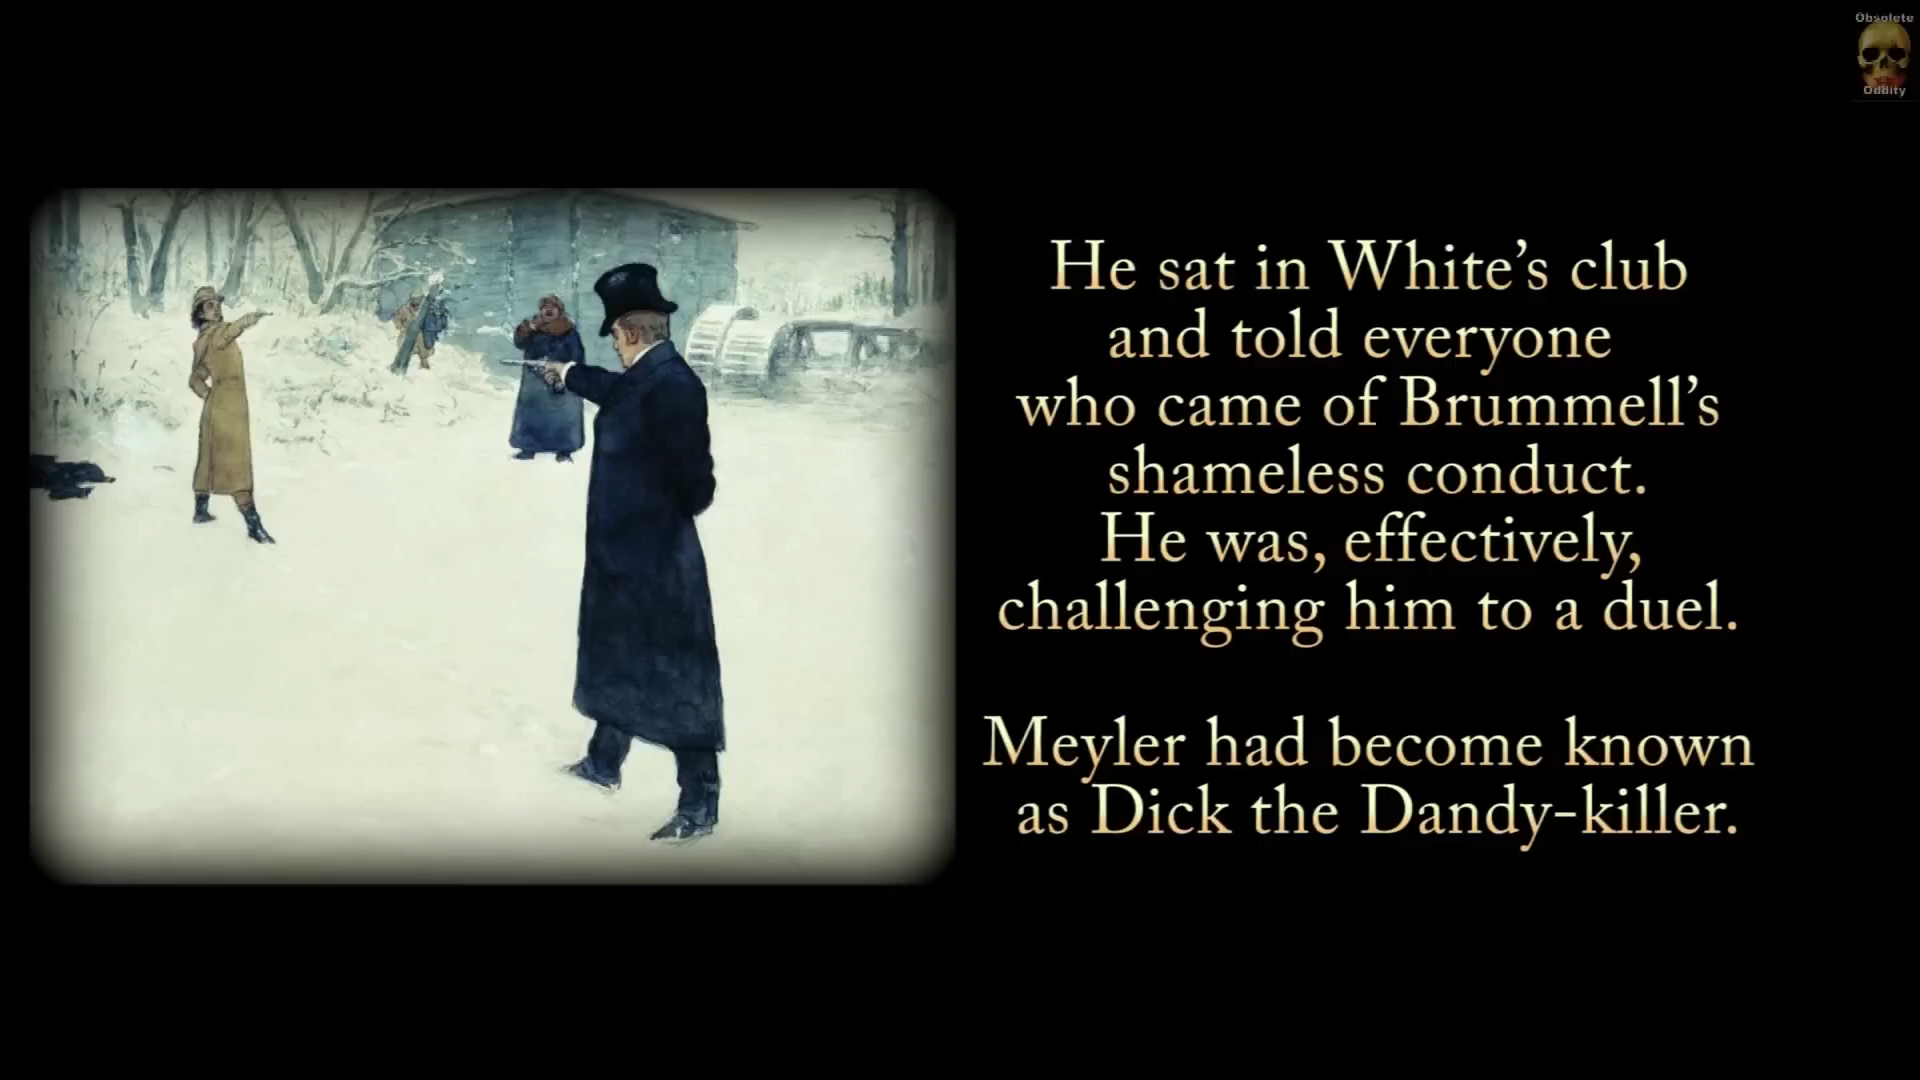 Obsolete
Oddity
He sat in White’s club
and told everyone
who came of Brummell’s
shameless conduct.
He was, effectively,
challenging him to a duel.
Meyler had become known
as Dick the Dandy-killer.